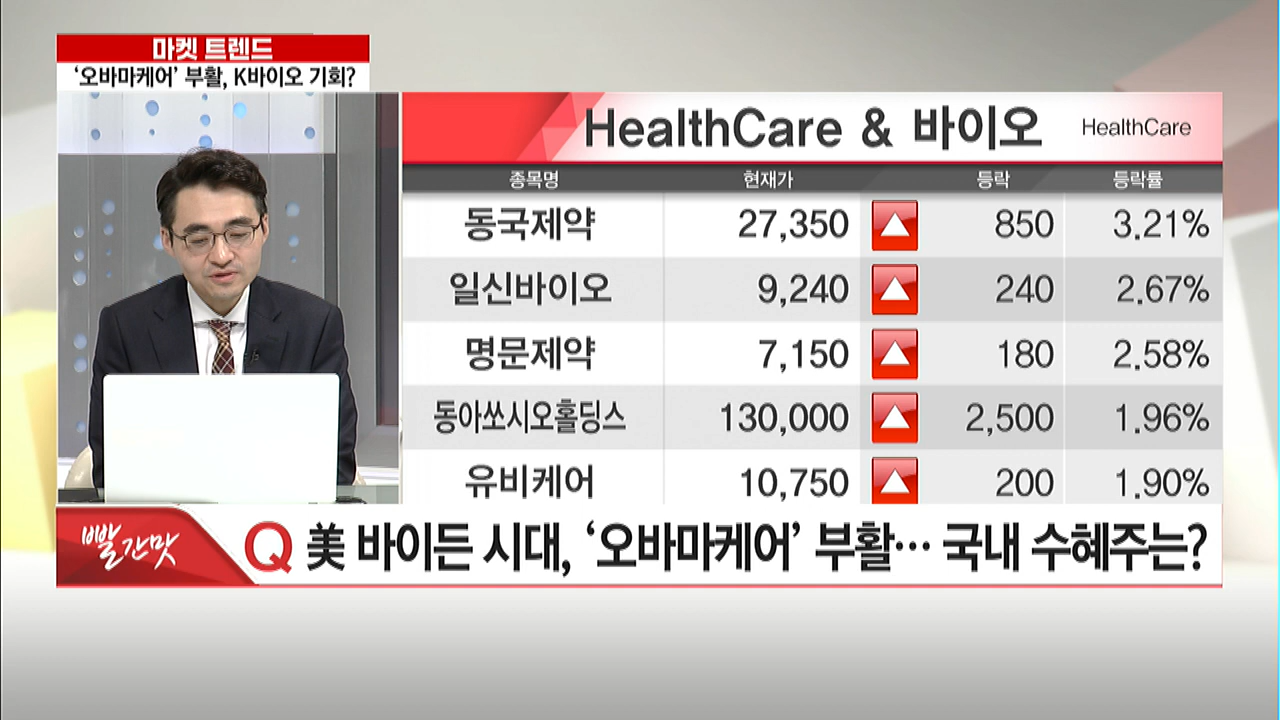 마켓 트렌드
‘오바마케어’ 부활, K바이오 기회?
HealthCare & 바이오 HealthCare
종목명 현재가 등락 등락률
동국제약 27,350 ▲ 850 3.21%
일신바이오 9,240 ▲ 240 2.67%
명문제약 7,150 ▲ 180 2.58%
동아쏘시오홀딩스 130,000 ▲ 2,500 1.96%
유비케어 10,750 ▲ 200 1.90%
빨간맛
Q 美 바이든 시대, ‘오바마케어’ 부활… 국내 수혜주는?